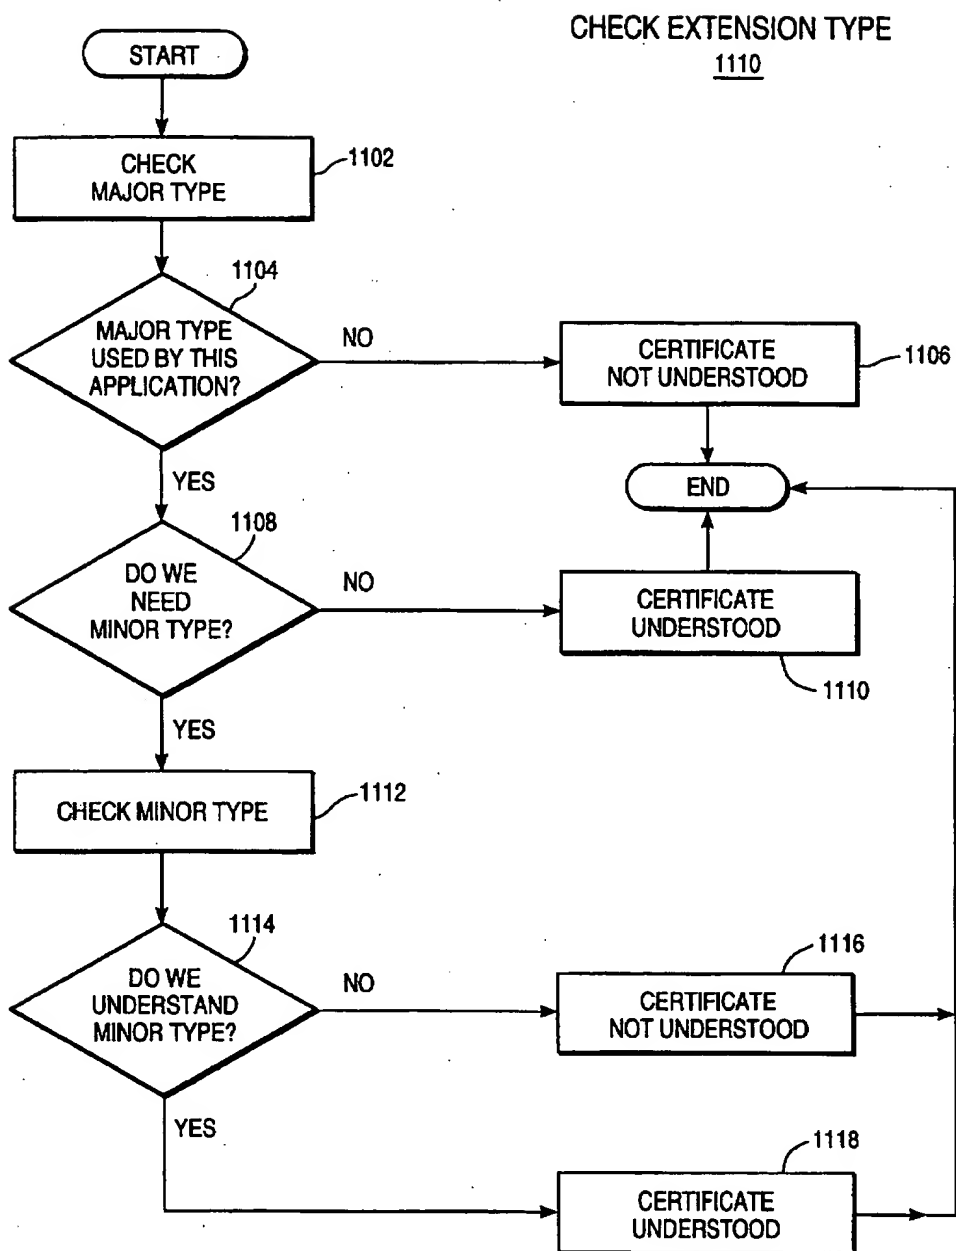 CHECK EXTENSION TYPE
1110
START
CHECK
MAJOR TYPE
1102
1104
MAJOR TYPE
USED BY THIS
APPLICATION?
NO
CERTIFICATE
NOT UNDERSTOOD
1106
YES
END
1108
DO WE
NEED
MINOR TYPE?
NO
CERTIFICATE
UNDERSTOOD
1110
YES
CHECK MINOR TYPE
1112
1114
DO WE
UNDERSTAND
MINOR TYPE?
NO
1116
CERTIFICATE
NOT UNDERSTOOD
YES
1118
CERTIFICATE
UNDERSTOOD